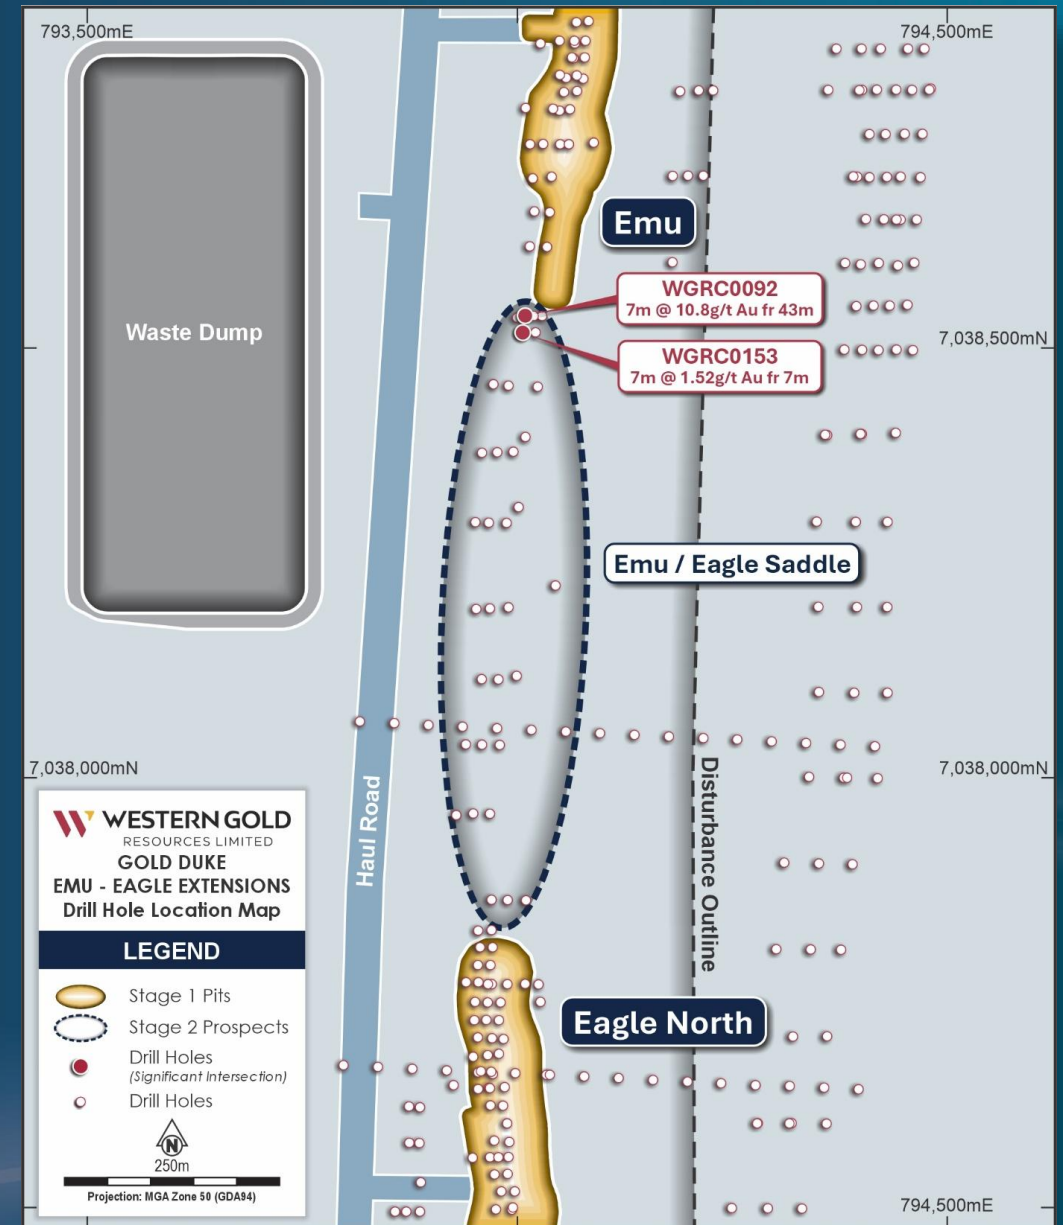 793,500mE
794,500mE
Emu
WGRC0092
7m @ 10.8g/t Au fr 43m
Waste Dump
7,038,500mN
WGRC0153
7m @ 1.52g/t Au fr 7m
Emu / Eagle Saddle
7,038,000mN
7,038,000mN
Haul Road
Disturbance Outline
WESTERN GOLD
RESOURCES LIMITED
GOLD DUKE
EMU - EAGLE EXTENSIONS
Drill Hole Location Map
LEGEND
Stage 1 Pits
Stage 2 Prospects
Drill Holes
(Significant Intersection)
Drill Holes
N
250m
Projection: MGA Zone 50 (GDA94)
Eagle North
794,500mE